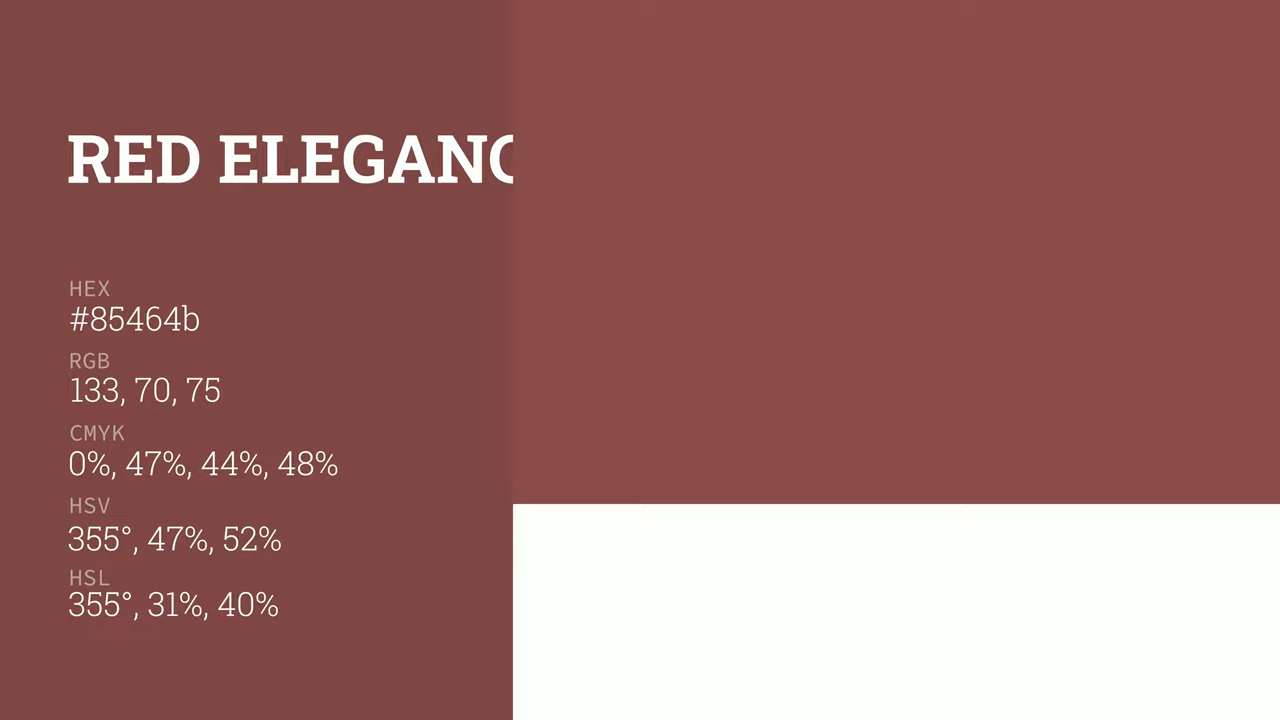 RED ELEGANC
HEX
#85464b
RGB
133, 70, 75
CMYK
0%, 47%, 44%, 48%
HSV
355°, 47%, 52%
HSL
355°, 31%, 40%